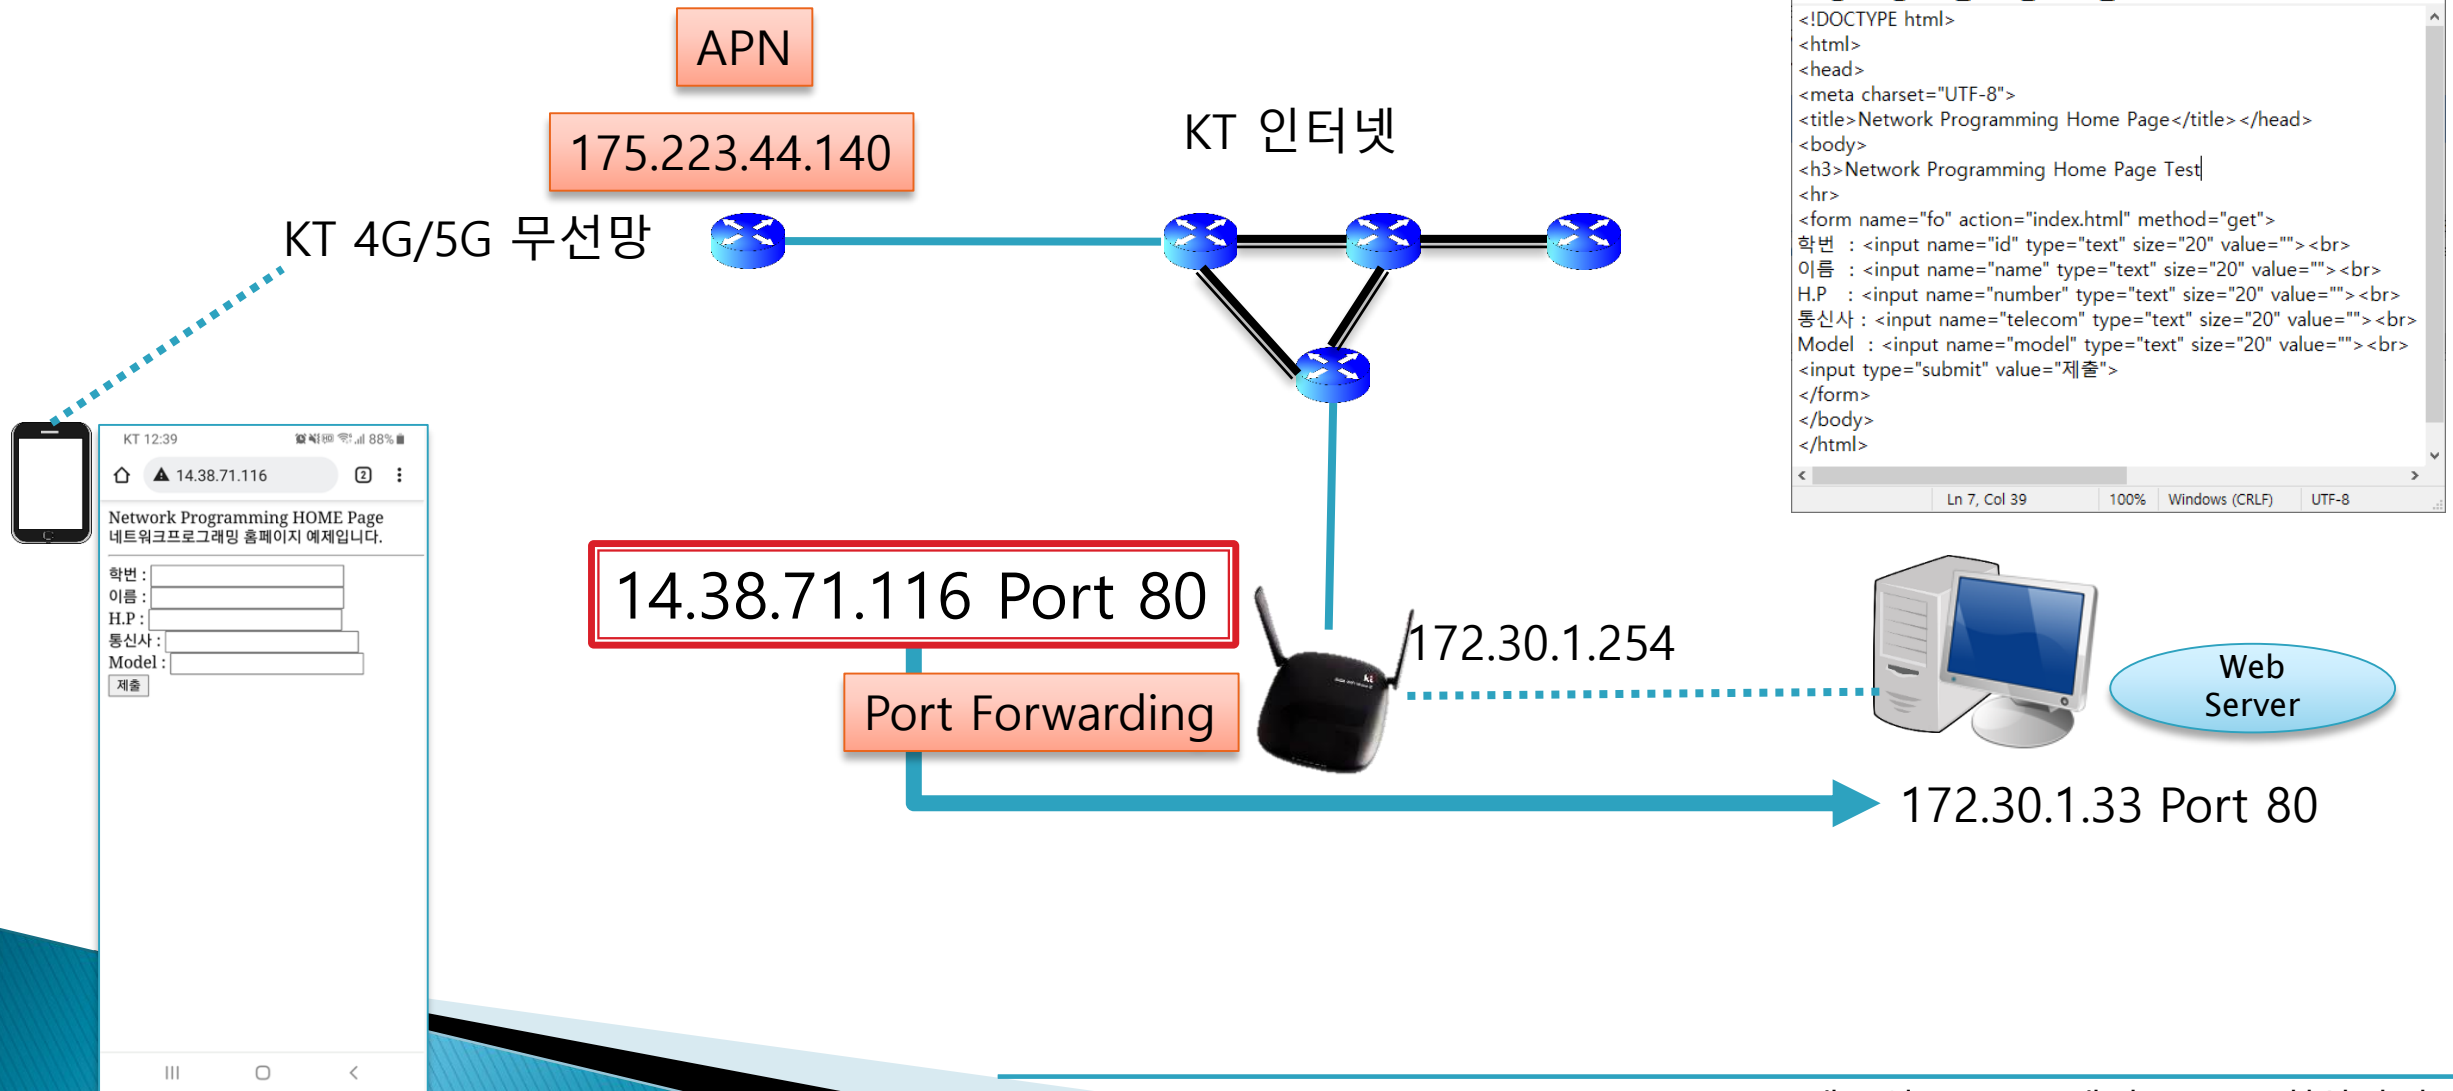 APN
175.223.44.140
KT 인터넷
KT 4G/5G 무선망
<!DOCTYPE html>
<html>
<head>
<meta charset="UTF-8">
<title>Network Programming Home Page</title></head>
<body>
<h3>Network Programming Home Page Test
<hr>
<form name="fo" action="index.html" method="get">
학번 : <input name="id" type="text" size="20" value=""><br>
이름 : <input name="name" type="text" size="20" value=""><br>
H.P : <input name="number" type="text" size="20" value=""><br>
통신사 : <input name="telecom" type="text" size="20" value=""><br>
Model : <input name="model" type="text" size="20" value=""><br>
<input type="submit" value="제출">
</form>
</body>
</html>
Ln 7, Col 39 100% Windows (CRLF) UTF-8
KT 12:39 88%
14.38.71.116 2
Network Programming HOME Page
네트워크프로그래밍 홈페이지 예제입니다.
학번 :
이름 :
H.P :
통신사 :
Model :
제출
14.38.71.116 Port 80
Port Forwarding
172.30.1.254
kt
Web
Server
172.30.1.33 Port 80